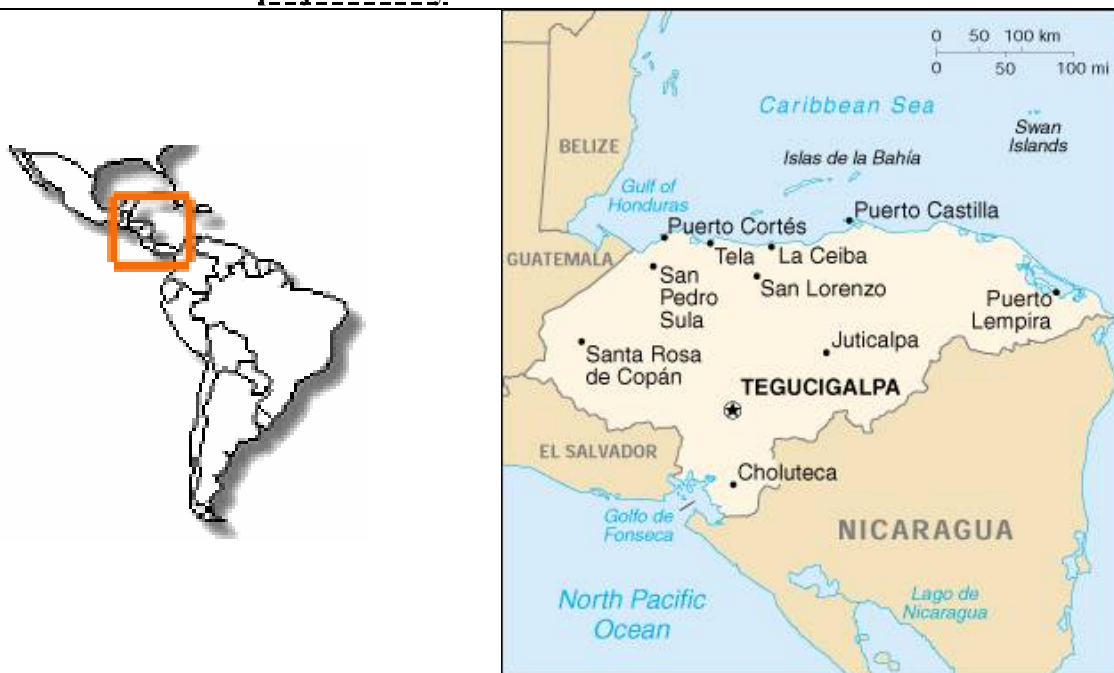 0 50 100 km
0 50 100 mi
Caribbean Sea
Swan
Islands
BELIZE
Islas de la Bahía
Gulf of
Honduras
Puerto Castilla
Puerto Cortés
GUATEMALA
Tela
La Ceiba
San
Pedro
Sula
San Lorenzo
Puerto
Lempira
Juticalpa
Santa Rosa
de Copán
TEGUCIGALPA
EL SALVADOR
Choluteca
Golfo de
Fonseca
NICARAGUA
North Pacific
Ocean
Lago de
Nicaragua